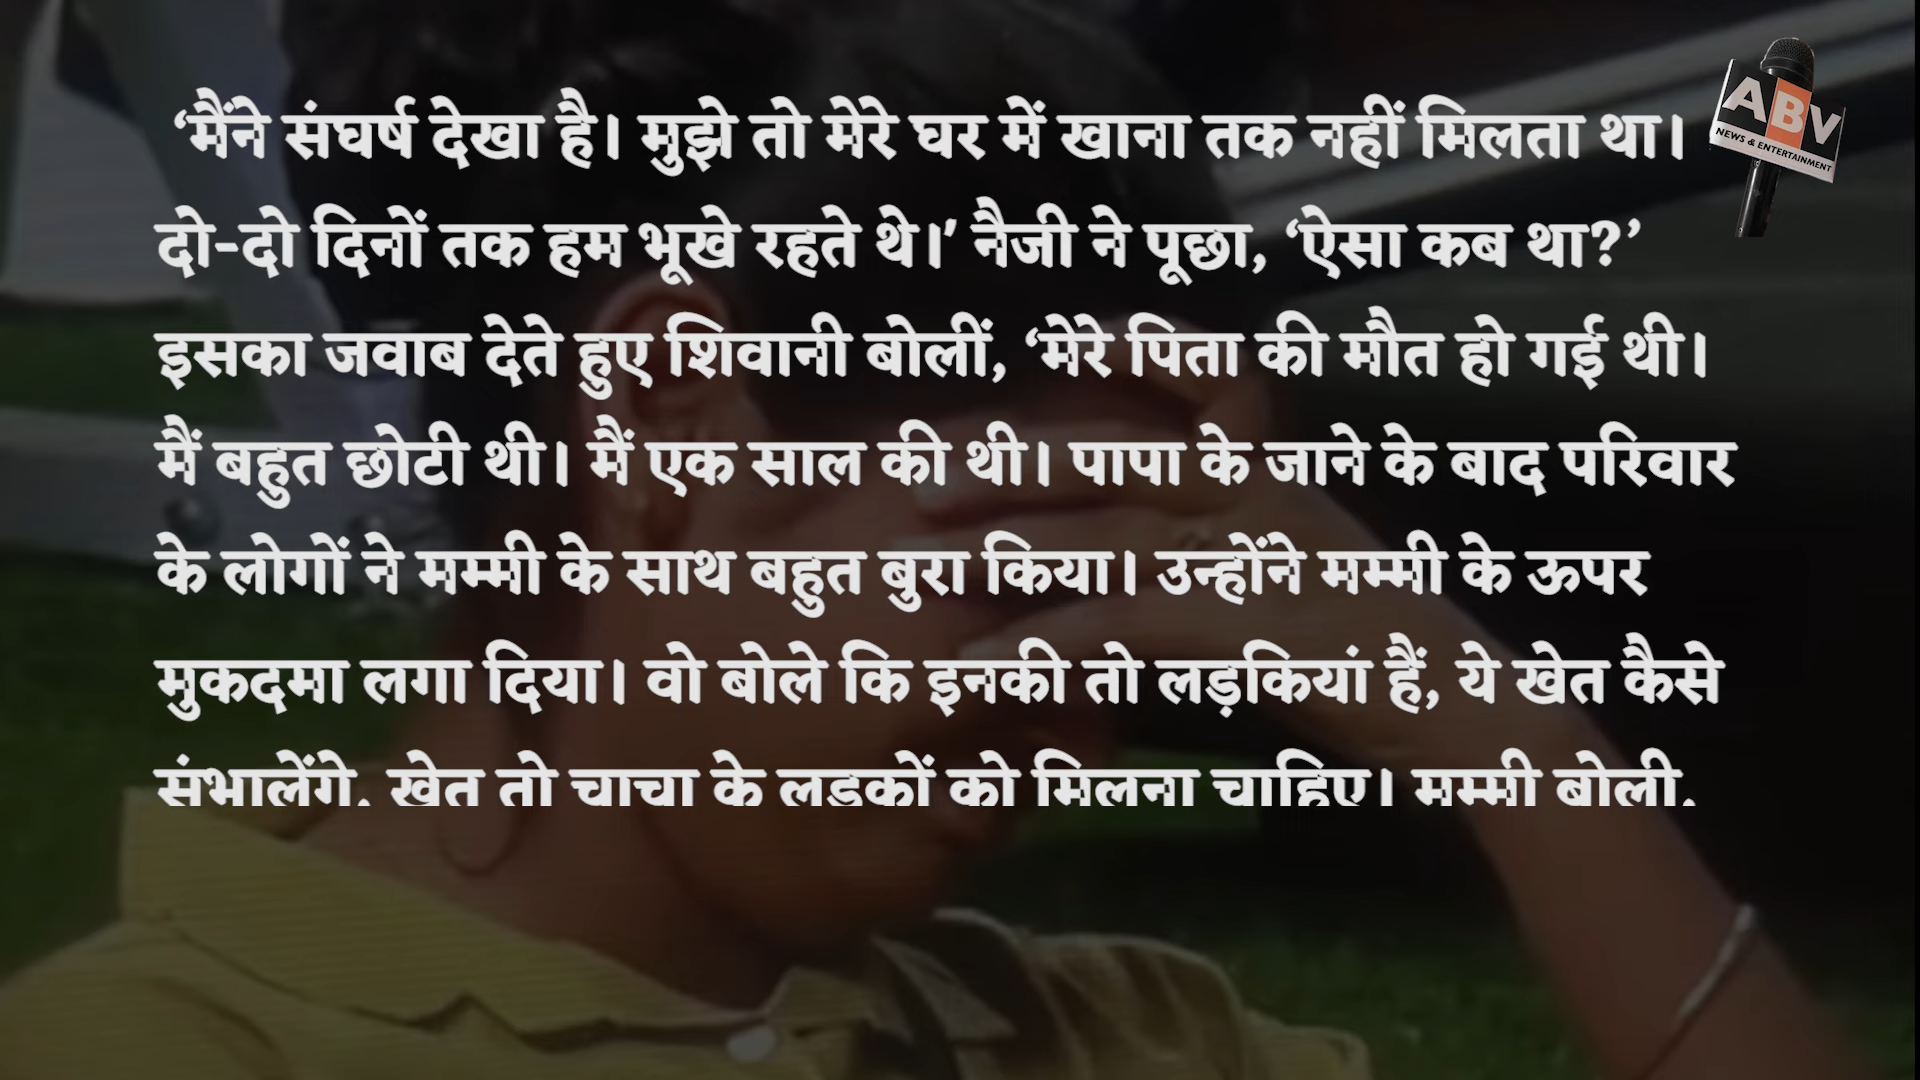 ‘मैंने संघर्ष देखा है। मुझे तो मेरे घर में खाना तक नहीं मिलता था।
दो-दो दिनों तक हम भूखे रहते थे।’ नैजी ने पूछा, ‘ऐसा कब था?’
इसका जवाब देते हुए शिवानी बोलीं, ‘मेरे पिता की मौत हो गई थी।
मैं बहुत छोटी थी। मैं एक साल की थी। पापा के जाने के बाद परिवार
के लोगों ने मम्मी के साथ बहुत बुरा किया। उन्होंने मम्मी के ऊपर
मुकदमा लगा दिया। वो बोले कि इनकी तो लड़कियां हैं, ये खेत कैसे
संभालेंगे, खेत तो चाचा के लड़कों को मिलना चाहिए। मम्मी बोली,
ABV
NEWS & ENTERTAINMENT